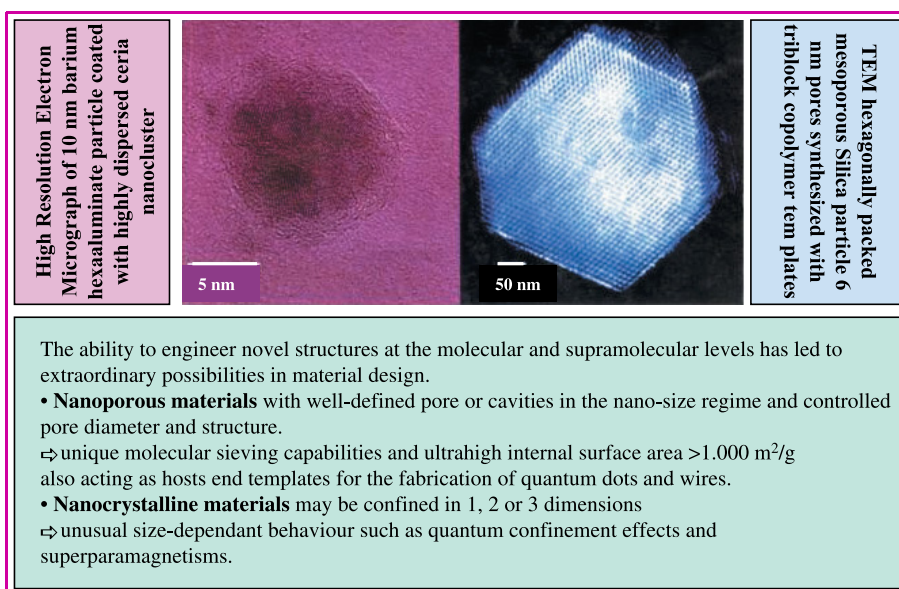 High Resolution Electron
Micrograph of 10 nm barium
hexaaluminate particle coated
with highly dispersed ceria
nanocluster
5 nm
50 nm
TEM hexagonally packed
mesoporous Silica particle 6
nm pores synthesized with
triblock copolymer tem plates
The ability to engineer novel structures at the molecular and supramolecular levels has led to
extraordinary possibilities in material design.
• Nanoporous materials with well-defined pore or cavities in the nano-size regime and controlled
pore diameter and structure.
⇨ unique molecular sieving capabilities and ultrahigh internal surface area >1.000 m²/g
also acting as hosts end templates for the fabrication of quantum dots and wires.
• Nanocrystalline materials may be confined in 1, 2 or 3 dimensions
⇨ unusual size-dependant behaviour such as quantum confinement effects and
superparamagnetisms.